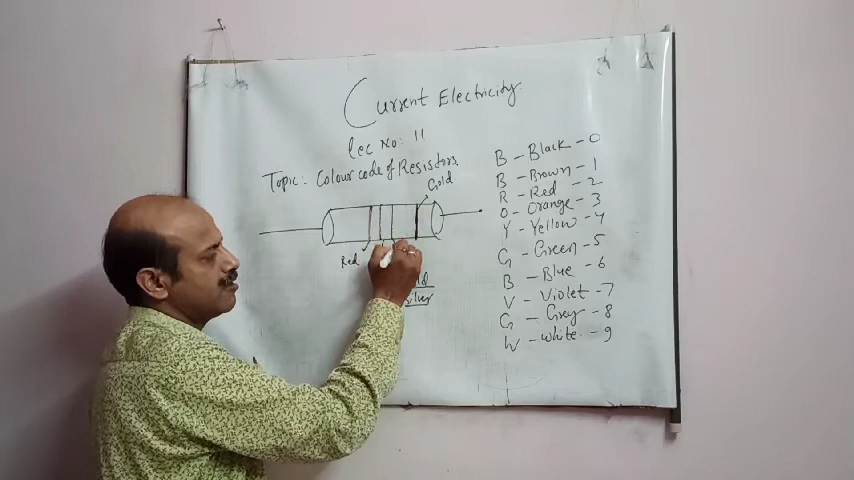 Current Electricity
Lec No: 11
Topic: Colour code of Resistors
Gold
Red
silver
B - Black - 0
B - Brown - 1
R - Red - 2
O - Orange - 3
Y - Yellow - 4
G - Green - 5
B - Blue - 6
V - Violet - 7
G - Grey - 8
W - White - 9